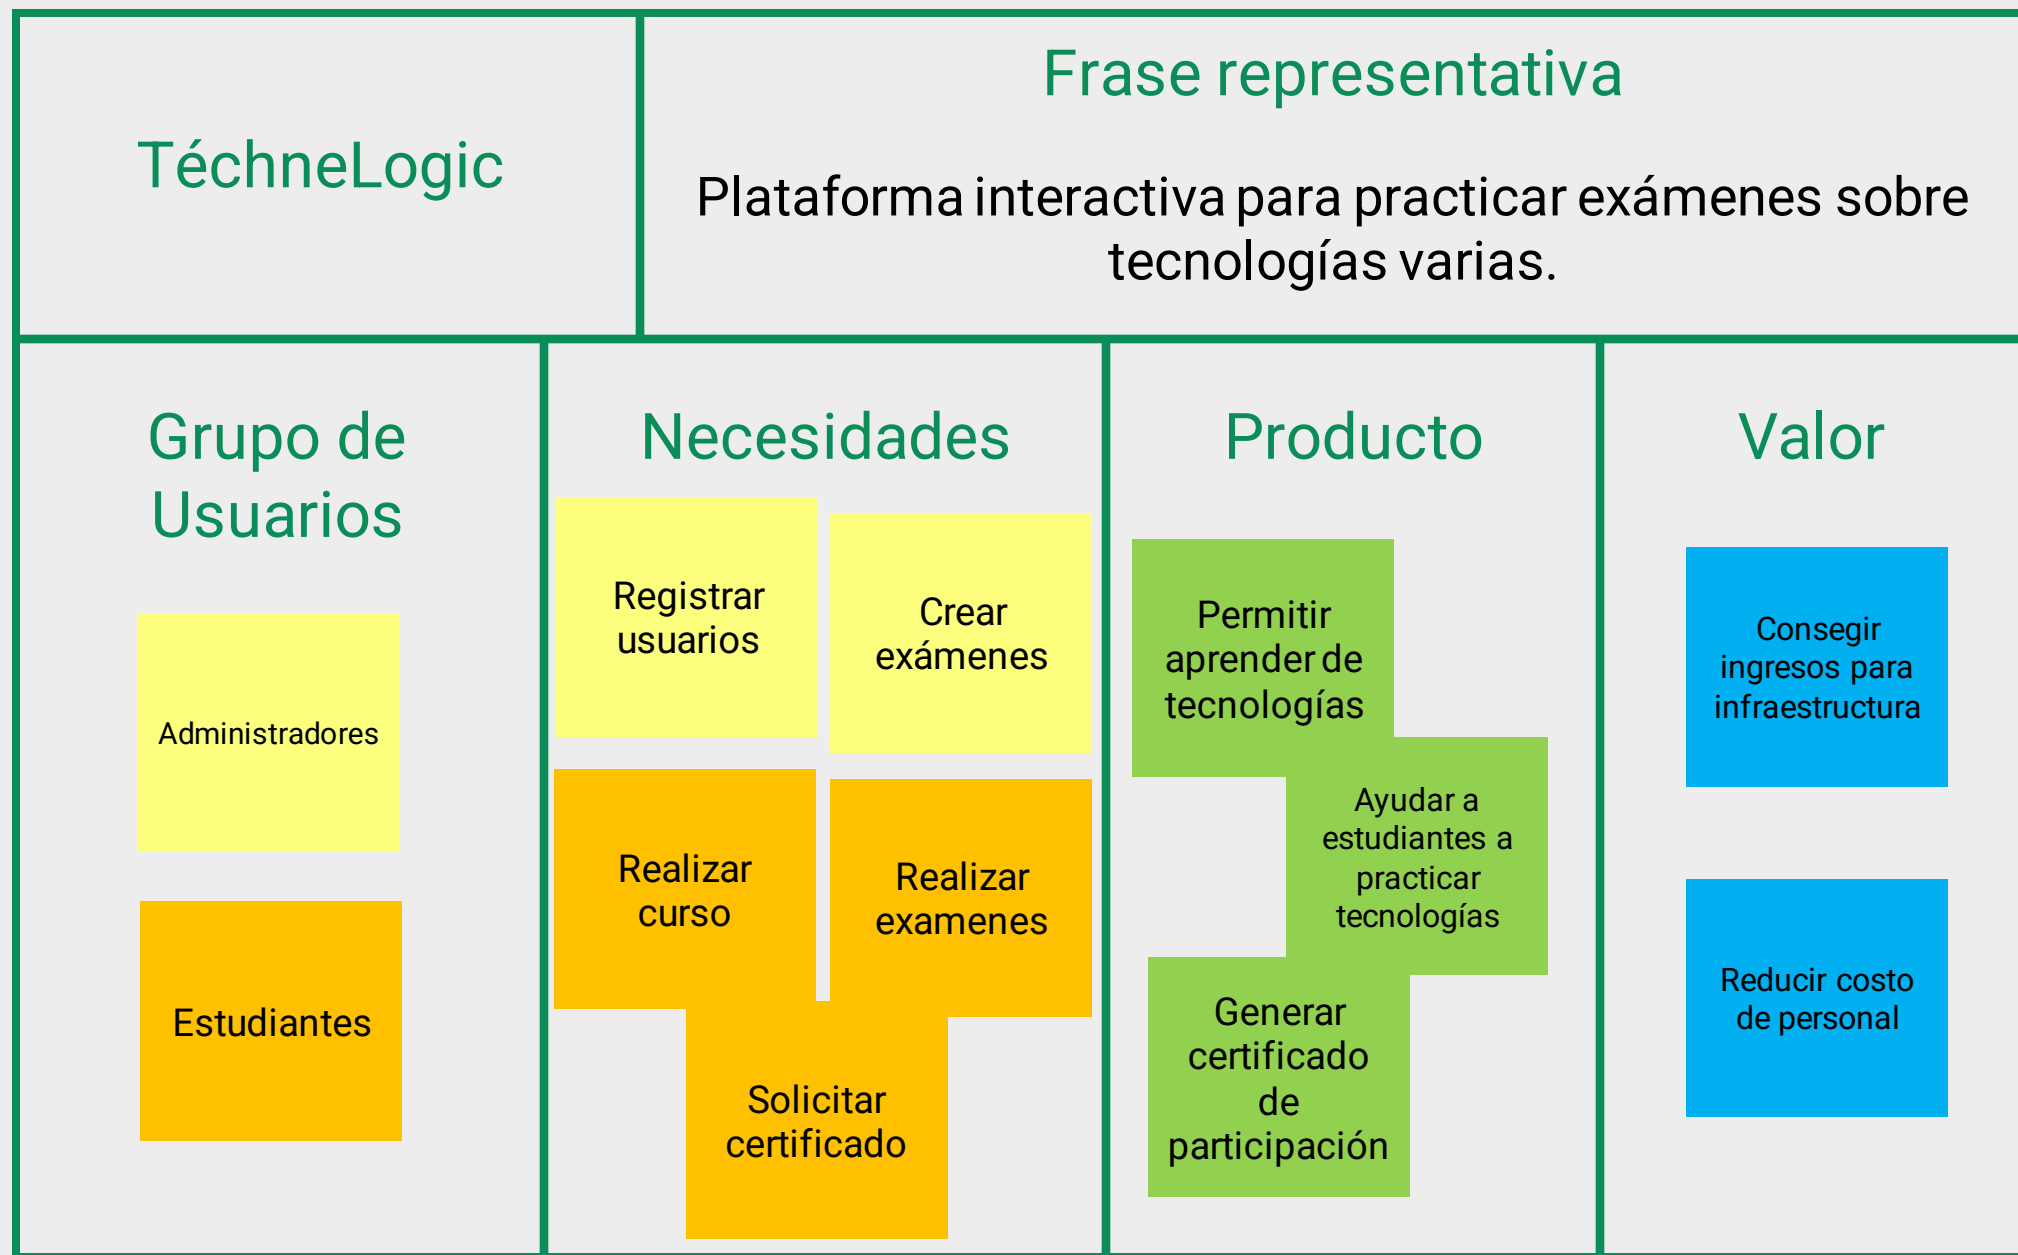 TéchneLogic
Frase representativa
Plataforma interactiva para practicar exámenes sobre
tecnologías varias.
Grupo de
Usuarios
Administradores
Estudiantes
Necesidades
Registrar
usuarios
Crear
exámenes
Realizar
curso
Realizar
examenes
Solicitar
certificado
Producto
Permitir
aprender de
tecnologías
Ayudar a
estudiantes a
practicar
tecnologías
Generar
certificado
de
participación
Valor
Consegir
ingresos para
infraestructura
Reducir costo
de personal